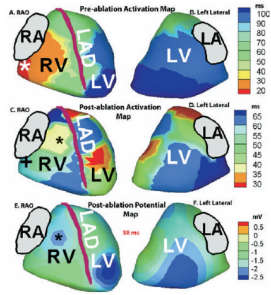 Pre-ablation Activation Map
A. RAO
B. Left Lateral
ms
RA
LAD
RV
LV
*
LV
LA
100
90
80
70
60
50
40
30
20
Post-ablation Activation
Map
C. RAO
D. Left Lateral
ms
RA
LAD
*
+ RV
LV
LV
LA
65
60
55
50
45
40
35
30
Post-ablation Potential
Map
E. RAO
F. Left Lateral
38 ms
mV
RA
LAD
*
RV
LV
LV
LA
0.5
0
-0.5
-1
-1.5
-2
-2.5